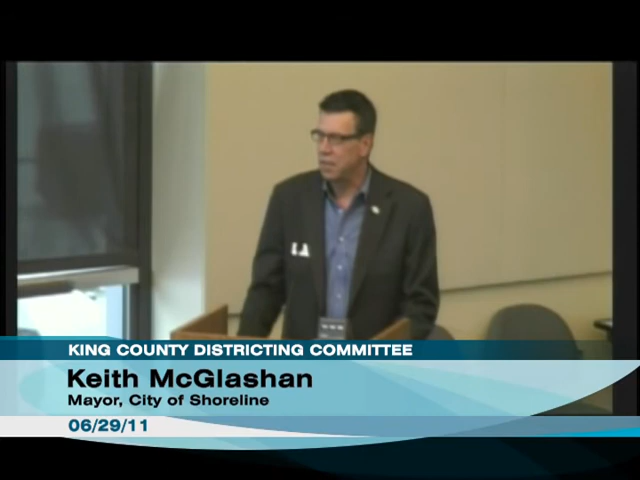 KING COUNTY DISTRICTING COMMITTEE
Keith McGlashan
Mayor, City of Shoreline
06/29/11